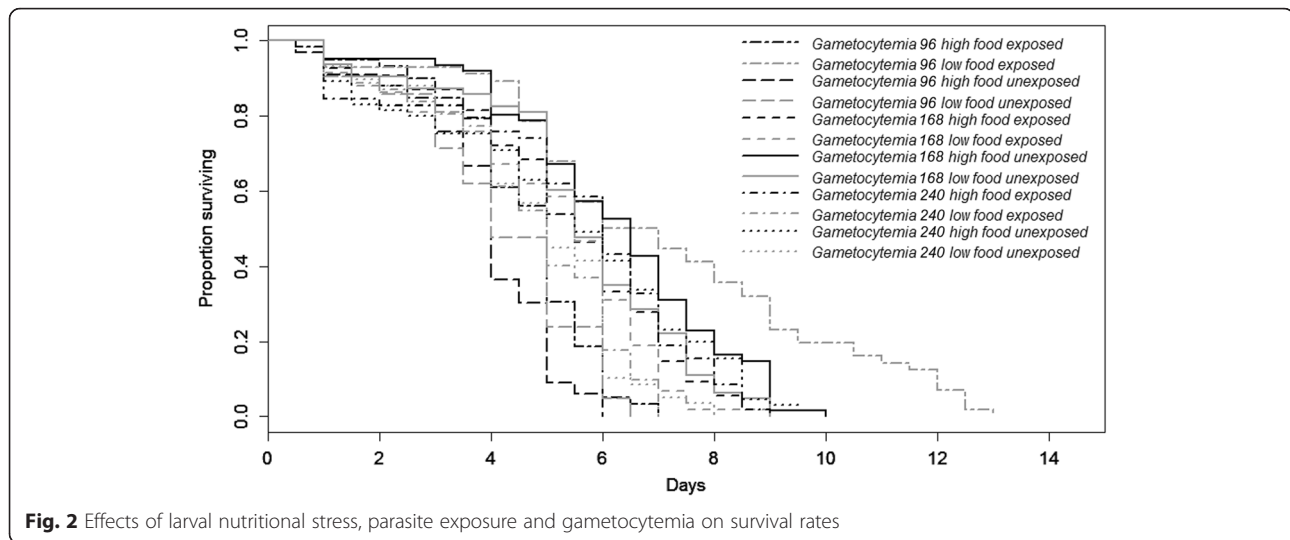 Gametocytemia 96 high food exposed
Gametocytemia 96 low food exposed
Gametocytemia 96 high food unexposed
Gametocytemia 96 low food unexposed
Gametocytemia 168 high food exposed
Gametocytemia 168 low food exposed
Gametocytemia 168 high food unexposed
Gametocytemia 168 low food unexposed
Gametocytemia 240 high food exposed
Gametocytemia 240 low food exposed
Gametocytemia 240 high food unexposed
Gametocytemia 240 low food unexposed
Proportion surviving
1.0
0.8
0.6
0.4
0.2
0.0
0 2 4 6 8 10 12 14
Days
Fig. 2 Effects of larval nutritional stress, parasite exposure and gametocytemia on survival rates